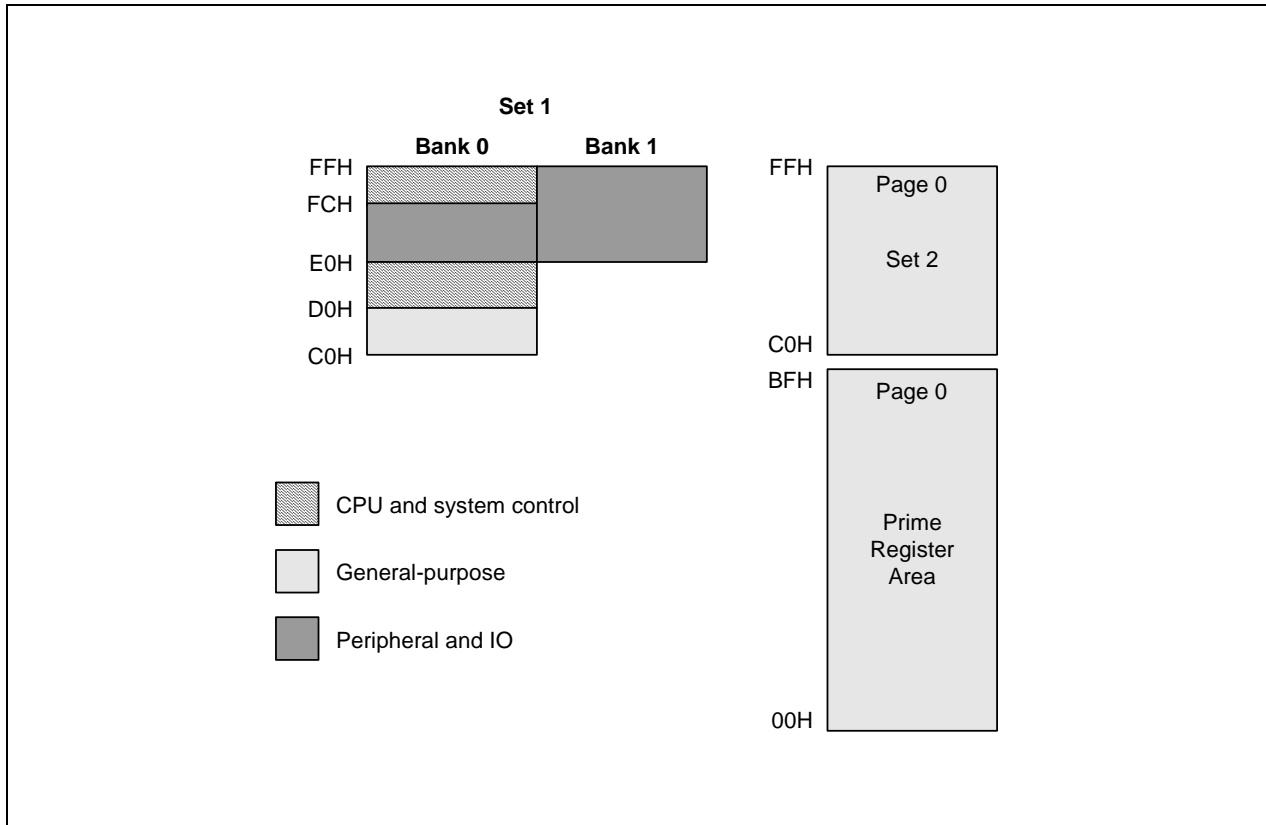 Set 1
Bank 0
Bank 1
FFH
FCH
E0H
D0H
C0H
FFH
Page 0
Set 2
C0H
BFH
Page 0
Prime
Register
Area
00H
CPU and system control
General-purpose
Peripheral and IO